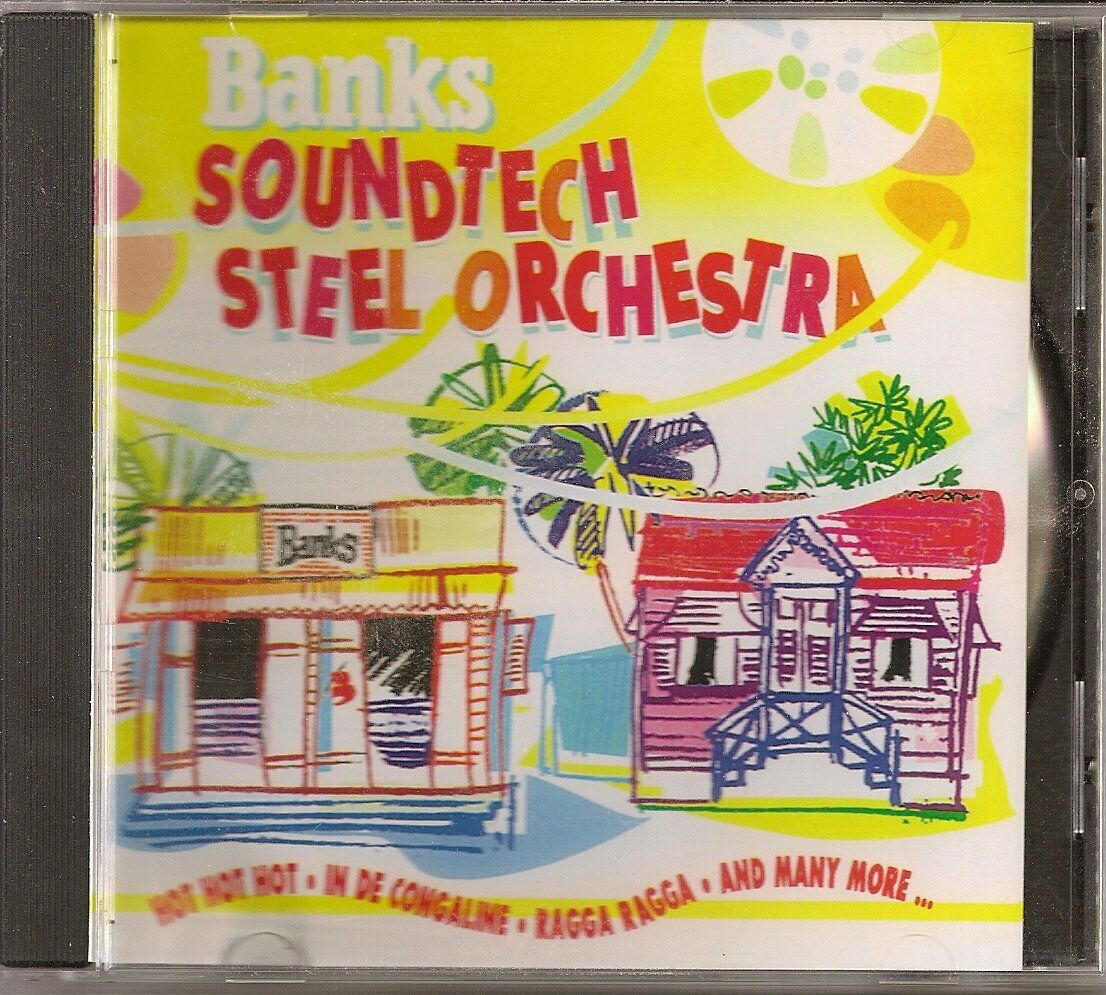 Banks
SOUNDTECH
STEEL ORCHESTRA
Banks
B
HOT HOT HOT • IN DE CONGALINE • RAGGA RAGGA • AND MANY MORE ...